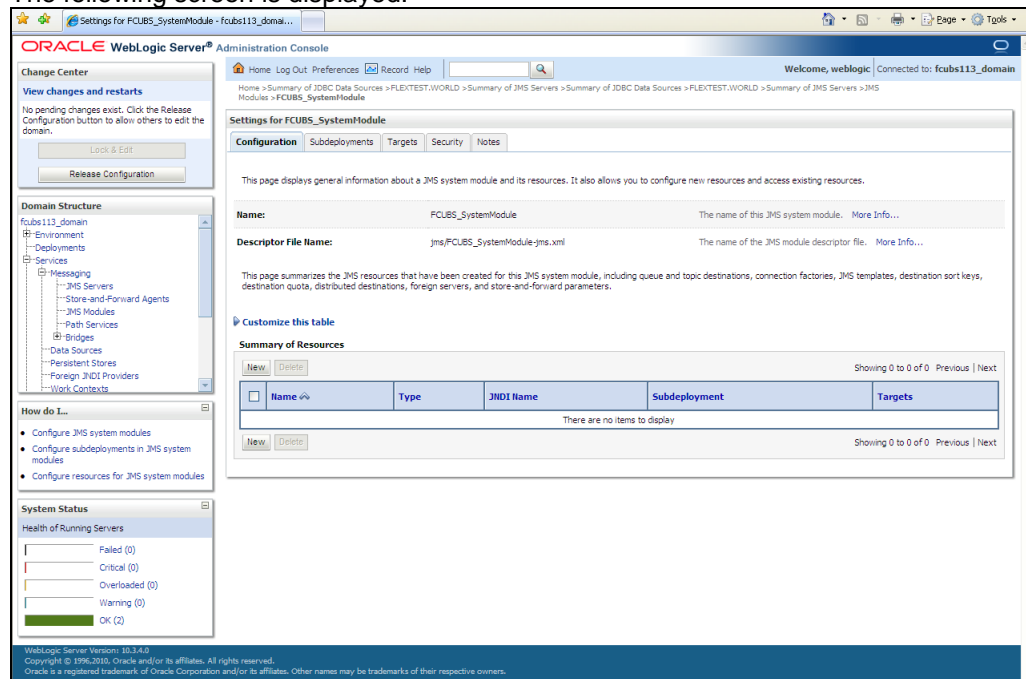 The following screen is displayed:
Settings for FCUBS_SystemModule - fcubs113_domai...
Page
Tools
ORACLE WebLogic Server® Administration Console
Change Center
View changes and restarts
No pending changes exist. Click the Release
Configuration button to allow others to edit the
domain.
Lock & Edit
Release Configuration
Domain Structure
fcubs113_domain
Environment
Deployments
Services
Messaging
JMS Servers
Store-and-Forward Agents
JMS Modules
Path Services
Bridges
Data Sources
Persistent Stores
Foreign JNDI Providers
Work Contexts
How do I...
Configure JMS system modules
Configure subdeployments in JMS system
modules
Configure resources for JMS system modules
System Status
Health of Running Servers
Failed (0)
Critical (0)
Overloaded (0)
Warning (0)
OK (2)
Home Log Out Preferences Record Help
Welcome, weblogic Connected to: fcubs113_domain
Home >Summary of JDBC Data Sources >FLEXTEST.WORLD >Summary of JMS Servers >Summary of JDBC Data Sources >FLEXTEST.WORLD >Summary of JMS Servers >JMS
Modules >FCUBS_SystemModule
Settings for FCUBS_SystemModule
Configuration Subdeployments Targets Security Notes
This page displays general information about a JMS system module and its resources. It also allows you to configure new resources and access existing resources.
Name: FCUBS_SystemModule The name of this JMS system module. More Info...
Descriptor File Name: jms/FCUBS_SystemModule-jms.xml The name of the JMS module descriptor file. More Info...
This page summarizes the JMS resources that have been created for this JMS system module, including queue and topic destinations, connection factories, JMS templates, destination sort keys,
destination quota, distributed destinations, foreign servers, and store-and-forward parameters.
Customize this table
Summary of Resources
New Delete Showing 0 to 0 of 0 Previous | Next
Name Type JNDI Name Subdeployment Targets
There are no items to display
New Delete Showing 0 to 0 of 0 Previous | Next
WebLogic Server Version: 10.3.4.0
Copyright © 1996,2010, Oracle and/or its affiliates. All rights reserved.
Oracle is a registered trademark of Oracle Corporation and/or its affiliates. Other names may be trademarks of their respective owners.